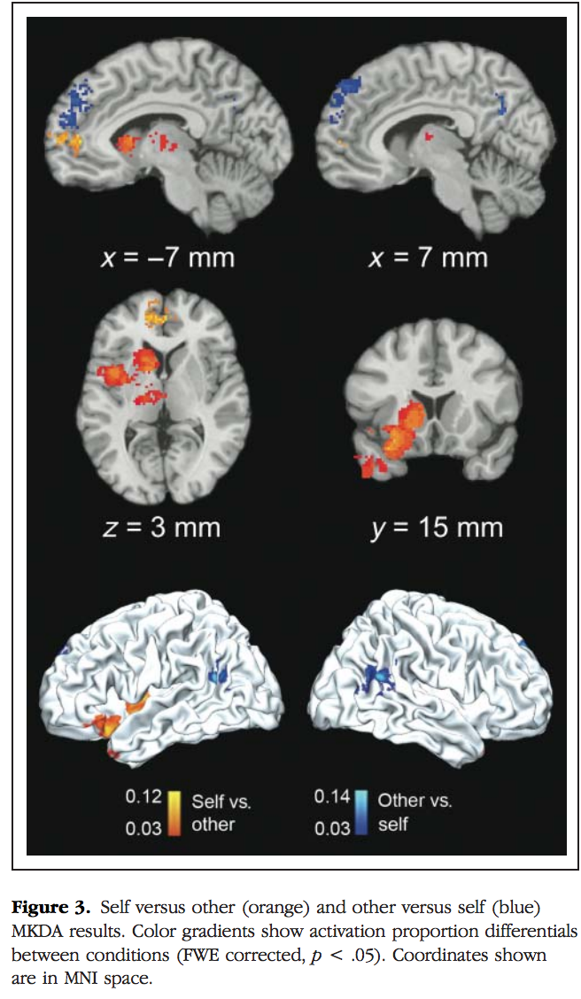 x = –7 mm
x = 7 mm
z = 3 mm
y = 15 mm
0.12
0.03
Self vs.
other
0.14
0.03
Other vs.
self
Figure 3. Self versus other (orange) and other versus self (blue)
MKDA results. Color gradients show activation proportion differentials
between conditions (FWE corrected, p < .05). Coordinates shown
are in MNI space.